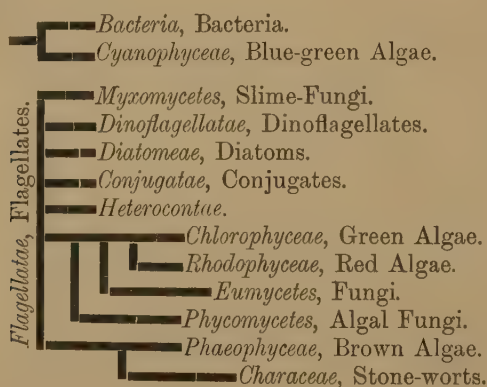 Bacteria, Bacteria.
Cyanophyceae, Blue-green Algae.
Flagellatae, Flagellates.
Myxomycetes, Slime-Fungi.
Dinoflagellatae, Dinoflagellates.
Diatomeae, Diatoms.
Conjugatae, Conjugates.
Heterocontae.
Chlorophyceae, Green Algae.
Rhodophyceae, Red Algae.
Eumycetes, Fungi.
Phycomycetes, Algal Fungi.
Phaeophyceae, Brown Algae.
Characeae, Stone-worts.